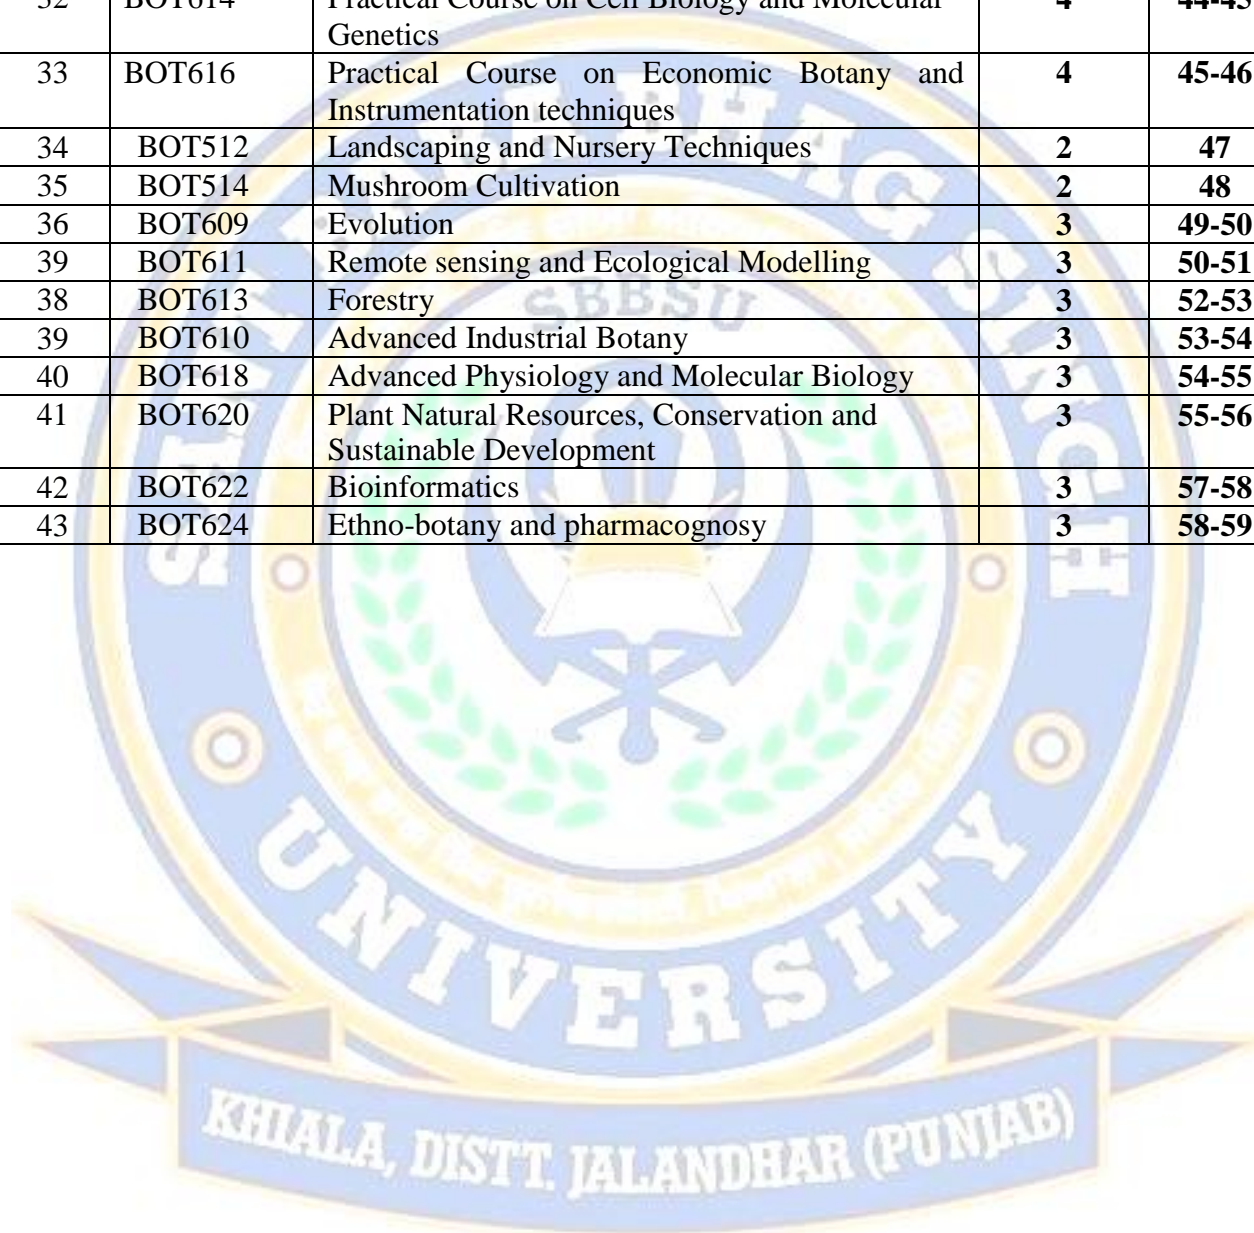 32 BOT614 Practical Course on Cell Biology and Molecular 4 44-45
Genetics
33 BOT616 Practical Course on Economic Botany and 4 45-46
Instrumentation techniques
34 BOT512 Landscaping and Nursery Techniques 2 47
35 BOT514 Mushroom Cultivation 2 48
36 BOT609 Evolution 3 49-50
39 BOT611 Remote sensing and Ecological Modelling 3 50-51
38 BOT613 Forestry 3 52-53
39 BOT610 Advanced Industrial Botany 3 53-54
40 BOT618 Advanced Physiology and Molecular Biology 3 54-55
41 BOT620 Plant Natural Resources, Conservation and 3 55-56
Sustainable Development
42 BOT622 Bioinformatics 3 57-58
43 BOT624 Ethno-botany and pharmacognosy 3 58-59
SBBSU
UNIVERSITY
KHIALA, DISTT. JALANDHAR (PUNJAB)